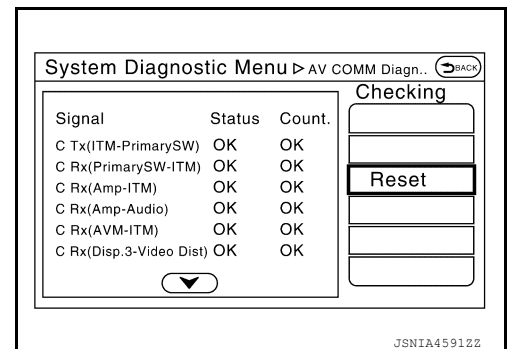 System Diagnostic Menu ▷ AV COMM Diagn.. BACK
Checking
Signal Status Count.
C Tx(ITM-PrimarySW) OK OK
C Rx(PrimarySW-ITM) OK OK
C Rx(Amp-ITM) OK OK
C Rx(Amp-Audio) OK OK
C Rx(AVM-ITM) OK OK
C Rx(Disp.3-Video Dist) OK OK
Reset
JSNIA4591ZZ